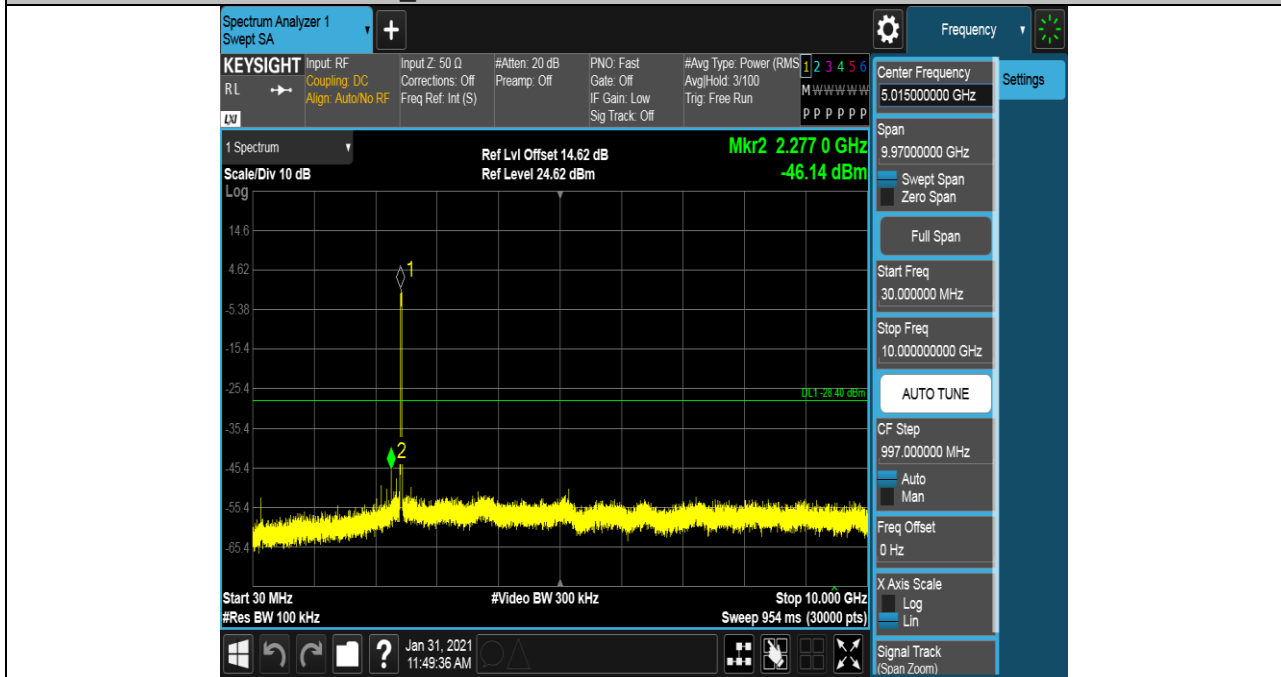 Spectrum Analyzer 1
Swept SA
+
Frequency
KEYSIGHT
RL
LXI
Input: RF
Coupling: DC
Align: Auto/No RF
Input Z: 50 Ω
Corrections: Off
Freq Ref: Int (S)
#Atten: 20 dB
Preamp: Off
PNO: Fast
Gate: Off
IF Gain: Low
Sig Track: Off
#Avg Type: Power (RMS
Avg|Hold: 3/100
Trig: Free Run
1 2 3 4 5 6
M W W W W W
P P P P P P
1 Spectrum
Scale/Div 10 dB
Ref Lvl Offset 14.62 dB
Ref Level 24.62 dBm
Mkr2 2.277 0 GHz
-46.14 dBm
Log
14.6
4.62
-5.38
-15.4
-25.4
-35.4
-45.4
-55.4
-65.4
1
2
DL1 -28.40 dBm
Start 30 MHz
#Res BW 100 kHz
#Video BW 300 kHz
Stop 10.000 GHz
Sweep 954 ms (30000 pts)
?
Jan 31, 2021
11:49:36 AM
Center Frequency
5.015000000 GHz
Span
9.97000000 GHz
Swept Span
Zero Span
Full Span
Start Freq
30.000000 MHz
Stop Freq
10.000000000 GHz
AUTO TUNE
CF Step
997.000000 MHz
Auto
Man
Freq Offset
0 Hz
X Axis Scale
Log
Lin
Signal Track
(Span Zoom)
Settings